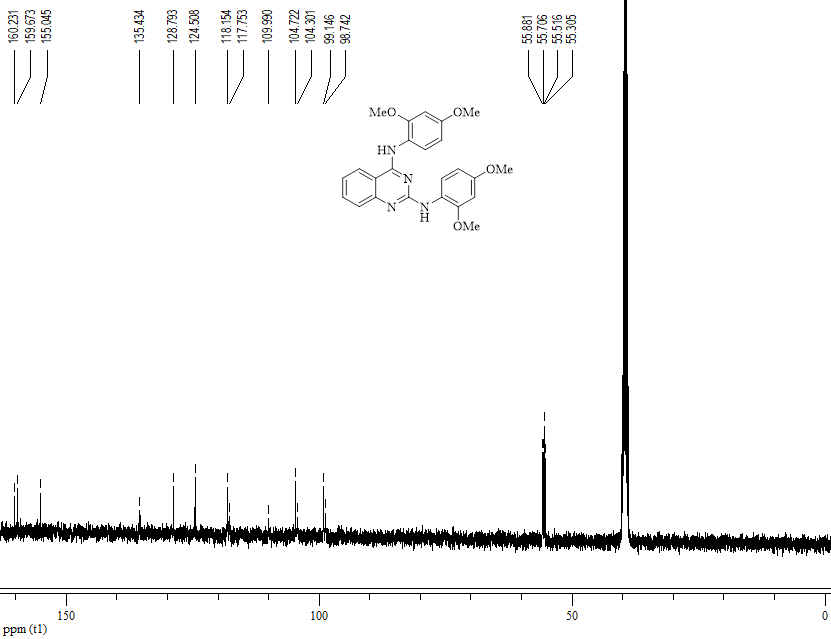 160.231
159.673
155.045
135.434
128.793
124.508
118.154
117.753
109.990
104.722
104.301
99.146
98.742
55.881
55.706
55.516
55.305
MeO
OMe
HN
N
OMe
N
N
H
OMe
150
100
50
0
ppm (t1)